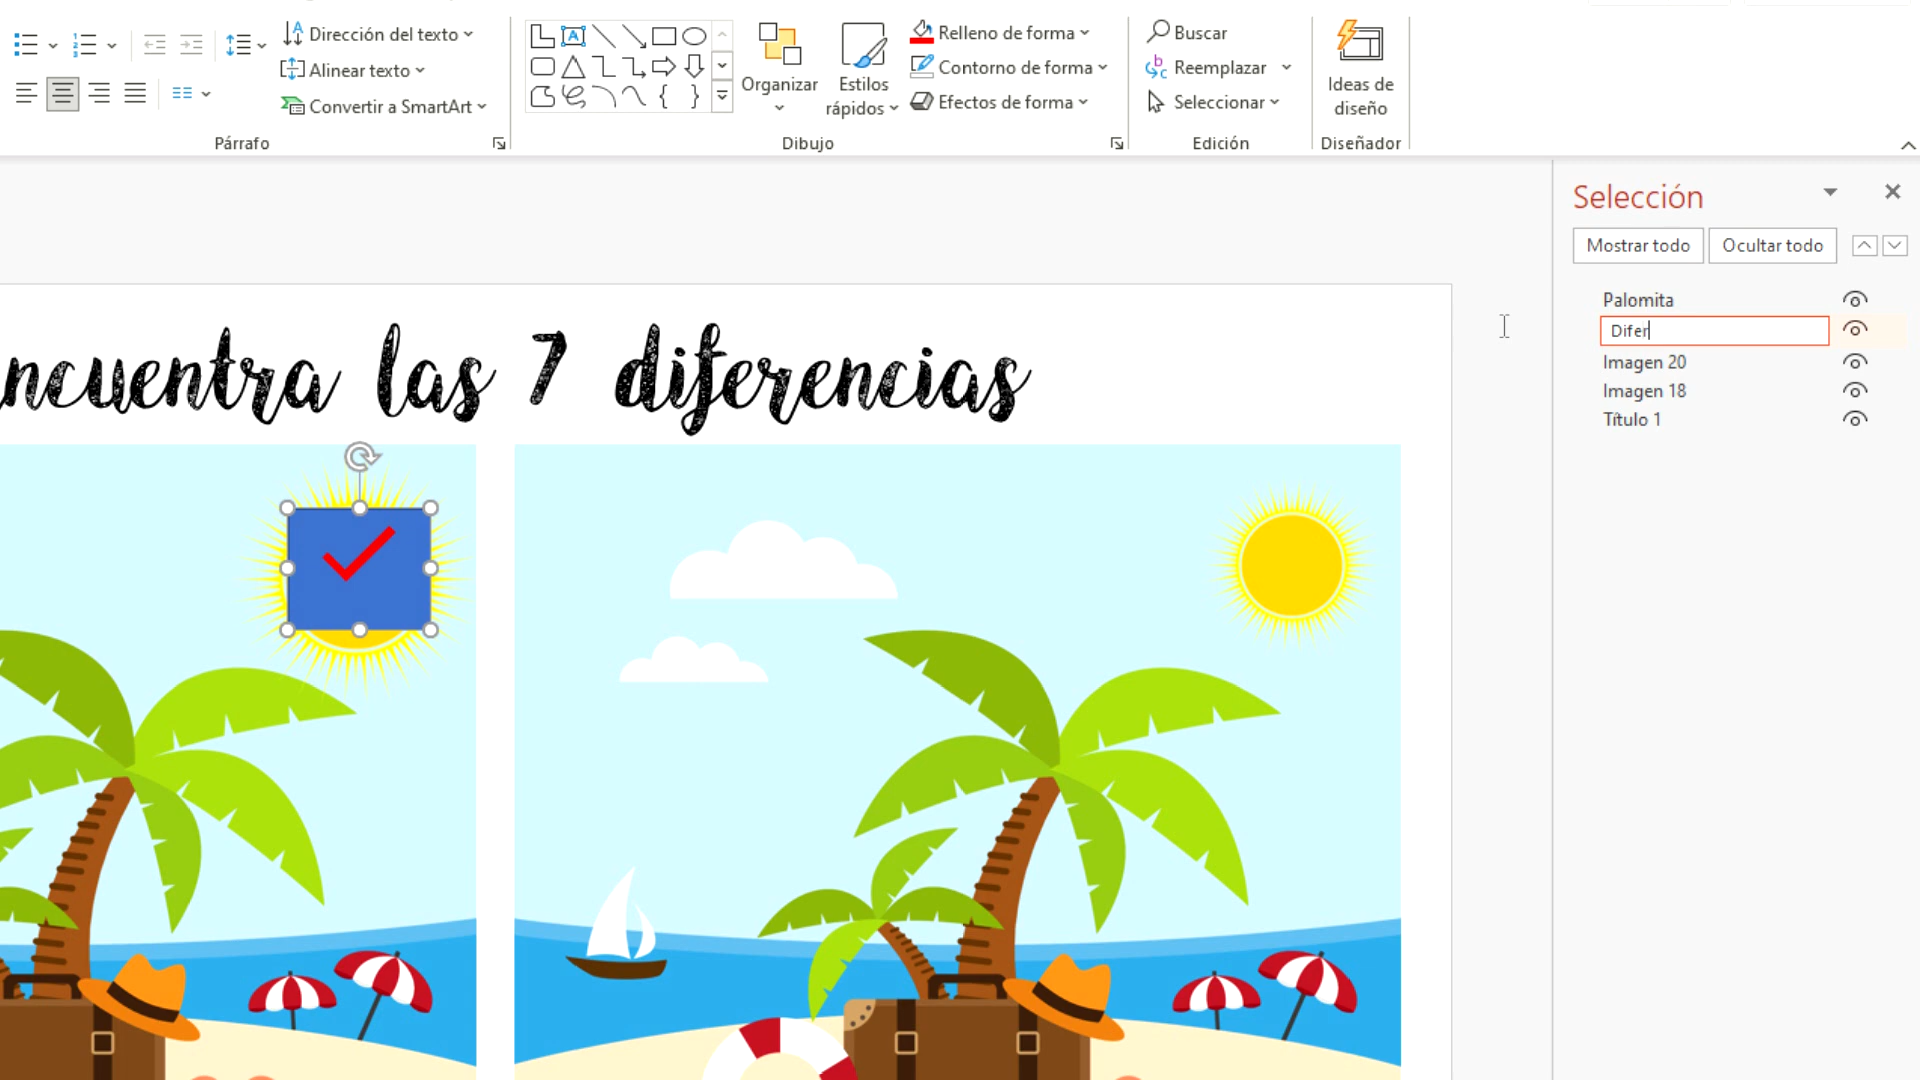 Dirección del texto
Alinear texto
Convertir a SmartArt
Párrafo
Organizar
Estilos
rápidos
Relleno de forma
Contorno de forma
Efectos de forma
Dibujo
Buscar
Reemplazar
Seleccionar
Edición
Ideas de
diseño
Diseñador
Selección
Mostrar todo
Ocultar todo
Palomita
Difer
Imagen 20
Imagen 18
Título 1
ncuentra las 7 diferencias